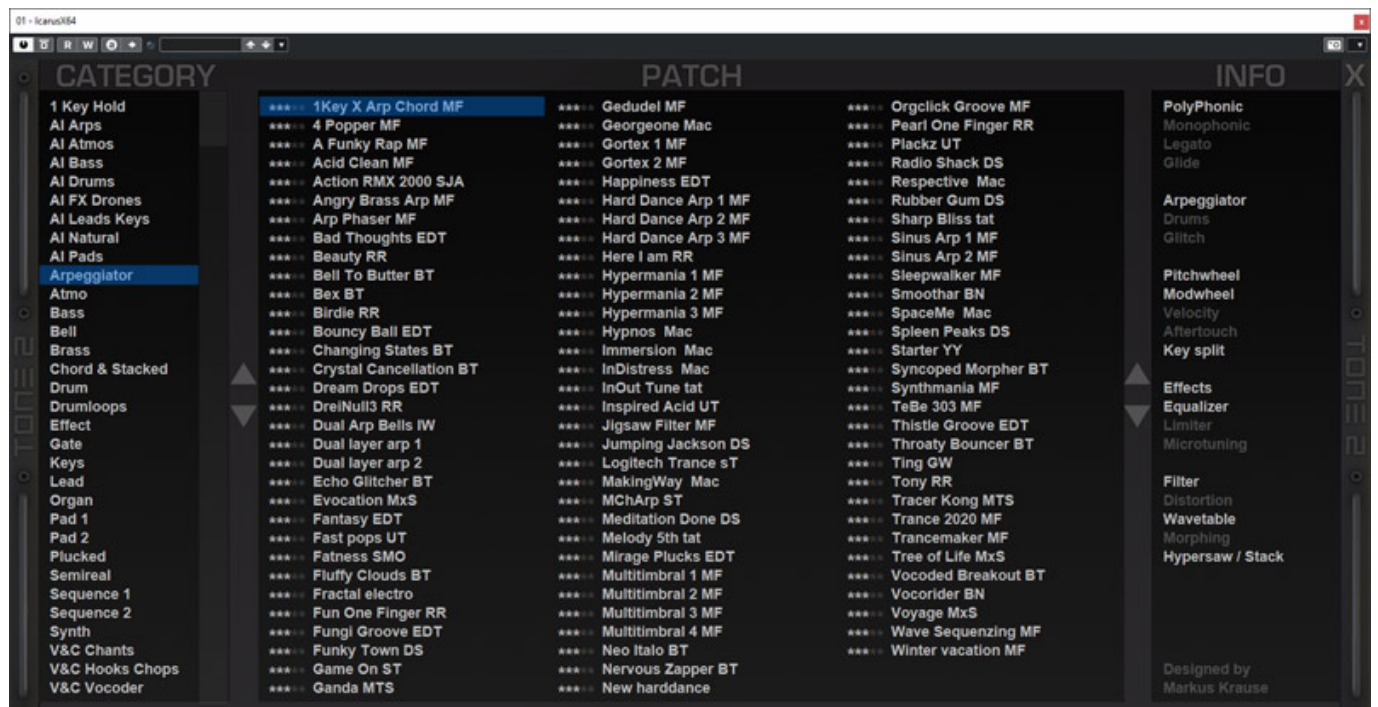 01 - IcarusX64
x
R W
CATEGORY
PATCH
INFO
X
1 Key Hold
AI Arps
AI Atmos
AI Bass
AI Drums
AI FX Drones
AI Leads Keys
AI Natural
AI Pads
Arpeggiator
Atmo
Bass
Bell
Brass
Chord & Stacked
Drum
Drumloops
Effect
Gate
Keys
Lead
Organ
Pad 1
Pad 2
Plucked
Semireal
Sequence 1
Sequence 2
Synth
V&C Chants
V&C Hooks Chops
V&C Vocoder
1Key X Arp Chord MF
4 Popper MF
A Funky Rap MF
Acid Clean MF
Action RMX 2000 SJA
Angry Brass Arp MF
Arp Phaser MF
Bad Thoughts EDT
Beauty RR
Bell To Butter BT
Bex BT
Birdie RR
Bouncy Ball EDT
Changing States BT
Crystal Cancellation BT
Dream Drops EDT
DreiNull3 RR
Dual Arp Bells IW
Dual layer arp 1
Dual layer arp 2
Echo Glitcher BT
Evocation MxS
Fantasy EDT
Fast pops UT
Fatness SMO
Fluffy Clouds BT
Fractal electro
Fun One Finger RR
Fungi Groove EDT
Funky Town DS
Game On ST
Ganda MTS
Gedudel MF
Georgeone Mac
Gortex 1 MF
Gortex 2 MF
Happiness EDT
Hard Dance Arp 1 MF
Hard Dance Arp 2 MF
Hard Dance Arp 3 MF
Here I am RR
Hypermania 1 MF
Hypermania 2 MF
Hypermania 3 MF
Hypnos Mac
Immersion Mac
InDistress Mac
InOut Tune tat
Inspired Acid UT
Jigsaw Filter MF
Jumping Jackson DS
Logitech Trance sT
MakingWay Mac
MChArp ST
Meditation Done DS
Melody 5th tat
Mirage Plucks EDT
Multitimbral 1 MF
Multitimbral 2 MF
Multitimbral 3 MF
Multitimbral 4 MF
Neo Italo BT
Nervous Zapper BT
New harddance
Orgclick Groove MF
Pearl One Finger RR
Plackz UT
Radio Shack DS
Respective Mac
Rubber Gum DS
Sharp Bliss tat
Sinus Arp 1 MF
Sinus Arp 2 MF
Sleepwalker MF
Smoothar BN
SpaceMe Mac
Spleen Peaks DS
Starter YY
Syncoped Morpher BT
Synthmania MF
TeBe 303 MF
Thistle Groove EDT
Throaty Bouncer BT
Ting GW
Tony RR
Tracer Kong MTS
Trance 2020 MF
Trancemaker MF
Tree of Life MxS
Vocoded Breakout BT
Vocorider BN
Voyage MxS
Wave Sequenzing MF
Winter vacation MF
PolyPhonic
Monophonic
Legato
Glide
Arpeggiator
Drums
Glitch
Pitchwheel
Modwheel
Velocity
Aftertouch
Key split
Effects
Equalizer
Limiter
Microtuning
Filter
Distortion
Wavetable
Morphing
Hypersaw / Stack
Designed by
Markus Krause
TONE 2
TONE 2